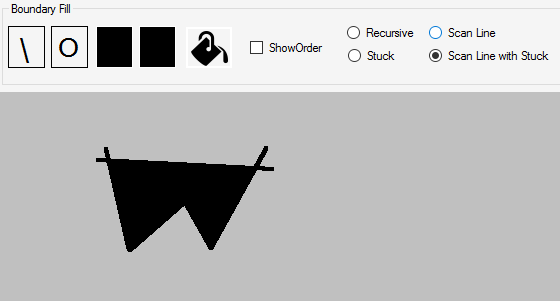 Boundary Fill
\
O
ShowOrder
Recursive
Scan Line
Stuck
Scan Line with Stuck